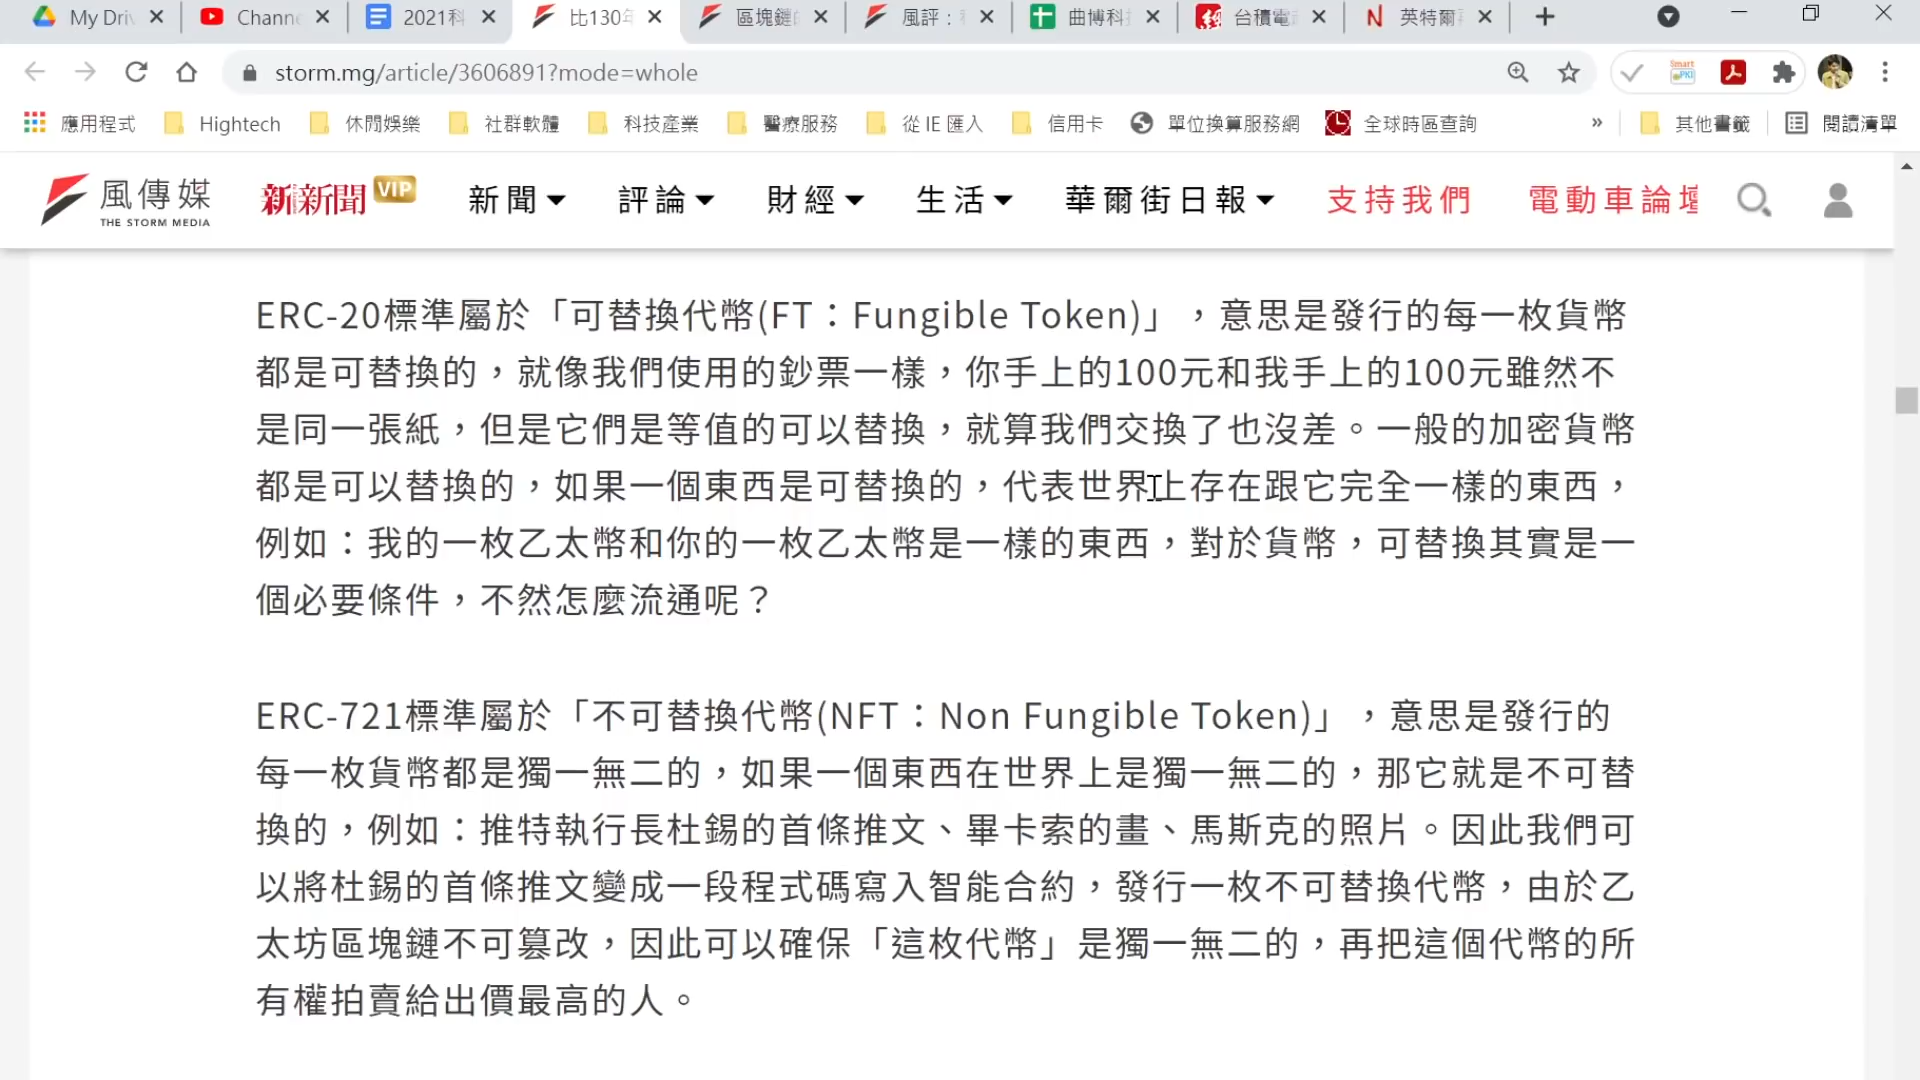 My Driv
Channe
2021科
比130年
區塊鏈的
風評：
曲博科技
台積電
英特爾
storm.mg/article/3606891?mode=whole
Smart
PKI
應用程式
Hightech
休閒娛樂
社群軟體
科技產業
醫療服務
從 IE 匯入
信用卡
單位換算服務網
全球時區查詢
»
其他書籤
閱讀清單
風傳媒
THE STORM MEDIA
新新聞 VIP
新聞
評論
財經
生活
華爾街日報
支持我們
電動車論壇
ERC-20標準屬於「可替換代幣(FT：Fungible Token)」，意思是發行的每一枚貨幣
都是可替換的，就像我們使用的鈔票一樣，你手上的100元和我手上的100元雖然不
是同一張紙，但是它們是等值的可以替換，就算我們交換了也沒差。一般的加密貨幣
都是可以替換的，如果一個東西是可替換的，代表世界上存在跟它完全一樣的東西，
例如：我的一枚乙太幣和你的一枚乙太幣是一樣的東西，對於貨幣，可替換其實是一
個必要條件，不然怎麼流通呢？
ERC-721標準屬於「不可替換代幣(NFT：Non Fungible Token)」，意思是發行的
每一枚貨幣都是獨一無二的，如果一個東西在世界上是獨一無二的，那它就是不可替
換的，例如：推特執行長杜錫的首條推文、畢卡索的畫、馬斯克的照片。因此我們可
以將杜錫的首條推文變成一段程式碼寫入智能合約，發行一枚不可替換代幣，由於乙
太坊區塊鏈不可篡改，因此可以確保「這枚代幣」是獨一無二的，再把這個代幣的所
有權拍賣給出價最高的人。